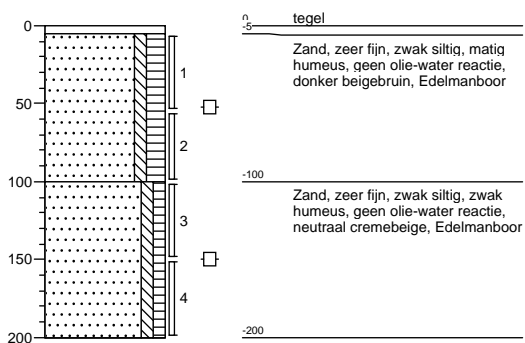 0
50
100
150
200
1
2
3
4
0
tegel
-5
Zand, zeer fijn, zwak siltig, matig
humeus, geen olie-water reactie,
donker beigebruin, Edelmanboor
-100
Zand, zeer fijn, zwak siltig, zwak
humeus, geen olie-water reactie,
neutraal cremebeige, Edelmanboor
-200